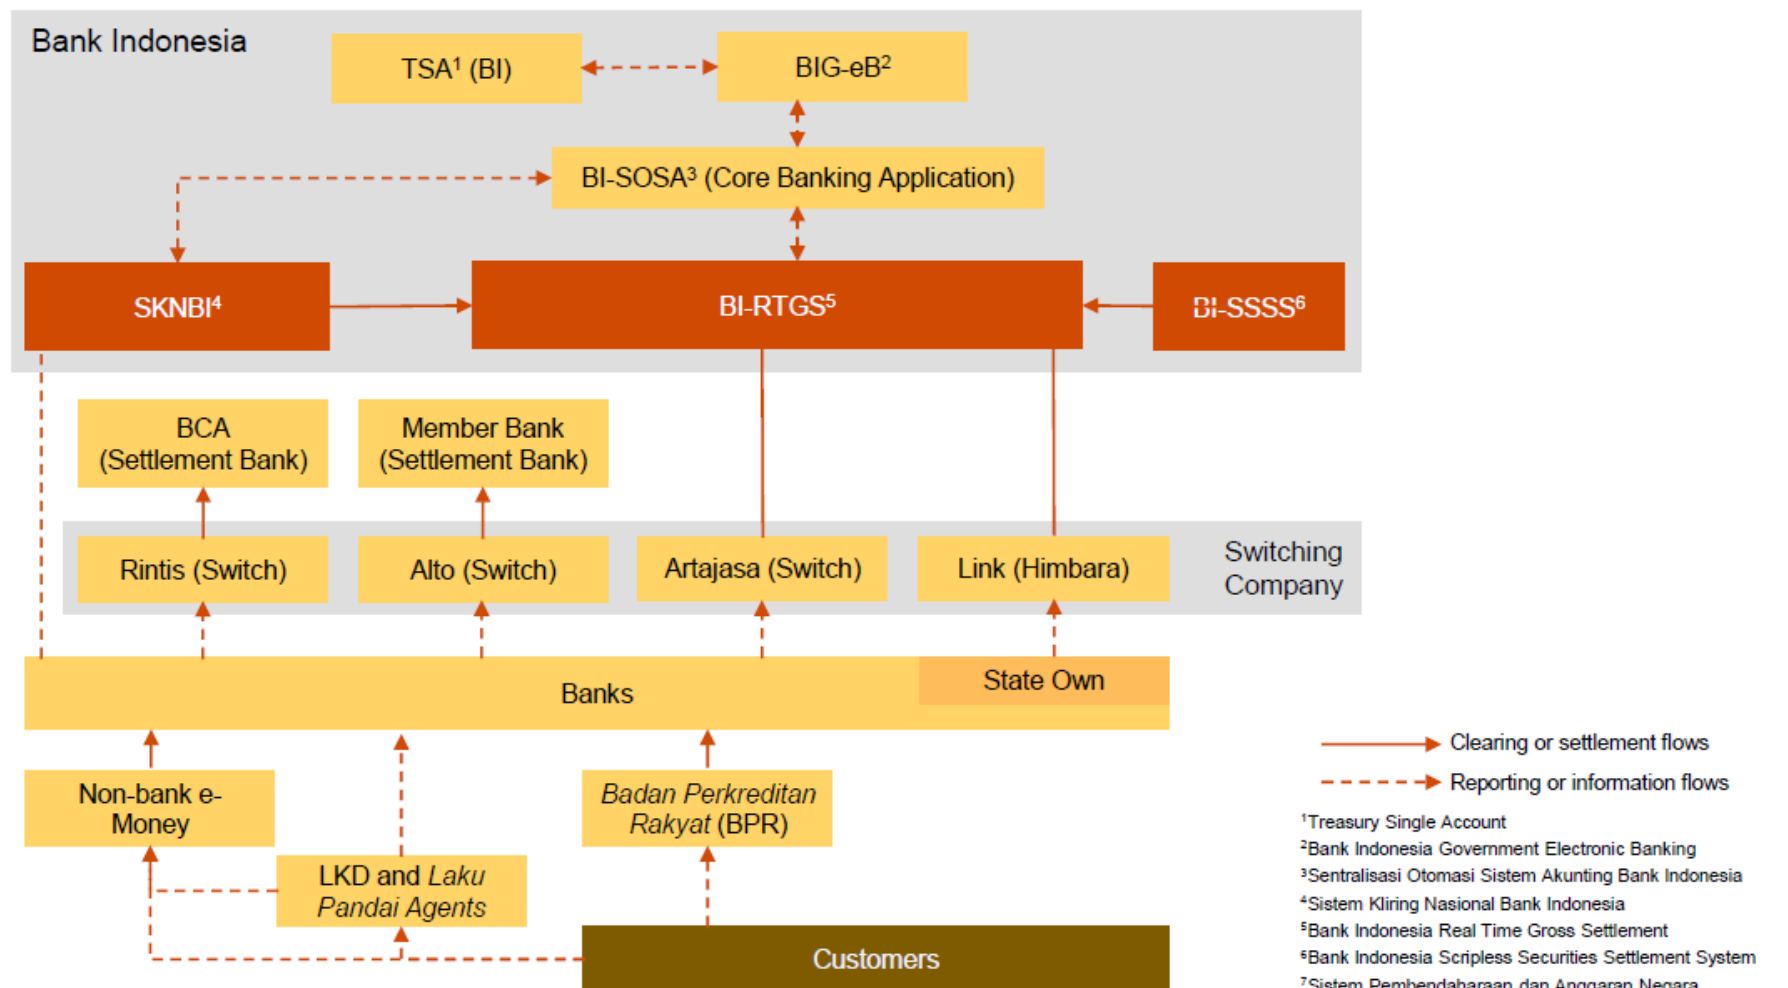 Bank Indonesia
TSA¹ (BI)
BIG-eB²
BI-SOSA³ (Core Banking Application)
SKNBI⁴
BI-RTGS⁵
BI-SSSS⁶
BCA
(Settlement Bank)
Member Bank
(Settlement Bank)
Rintis (Switch)
Alto (Switch)
Artajasa (Switch)
Link (Himbara)
Switching
Company
State Own
Banks
Non-bank e-
Money
Badan Perkreditan
Rakyat (BPR)
LKD and Laku
Pandai Agents
Customers
Clearing or settlement flows
Reporting or information flows
¹Treasury Single Account
²Bank Indonesia Government Electronic Banking
³Sentralisasi Otomasi Sistem Akunting Bank Indonesia
⁴Sistem Kliring Nasional Bank Indonesia
⁵Bank Indonesia Real Time Gross Settlement
⁶Bank Indonesia Scripless Securities Settlement System
⁷Sistem Pembendaharaan dan Anggaran Negara